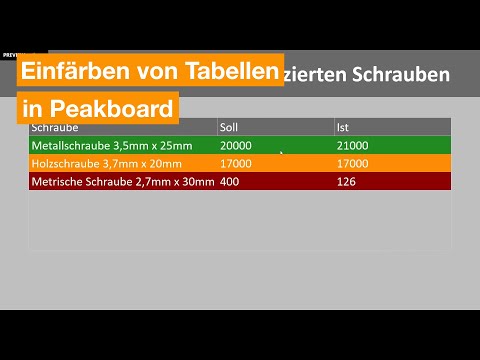 PREVIEW
Einfärben von Tabellen
zierten Schrauben
in Peakboard
Schraube Soll Ist
Metallschraube 3,5mm x 25mm 20000 21000
Holzschraube 3,7mm x 20mm 17000 17000
Metrische Schraube 2,7mm x 30mm 400 126